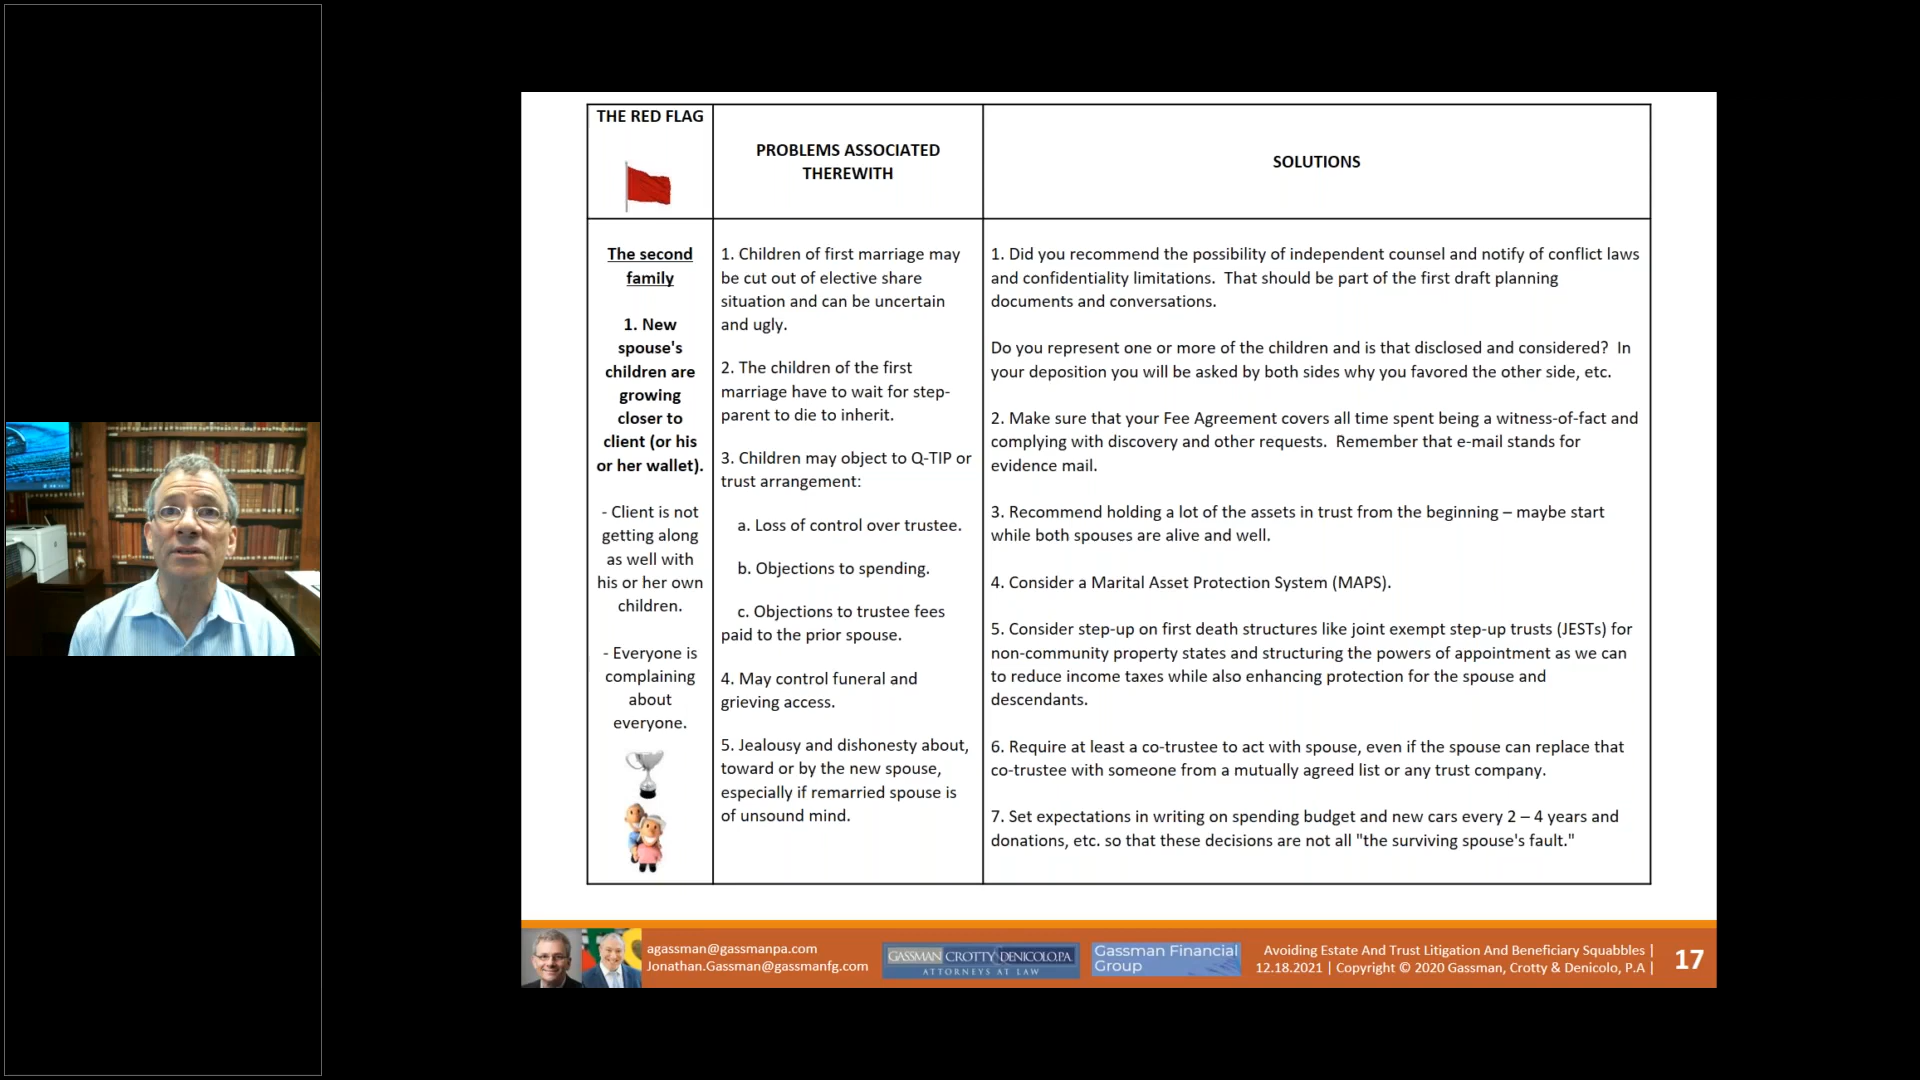 THE RED FLAG
PROBLEMS ASSOCIATED
THEREWITH
SOLUTIONS
The second
family
1. New
spouse's
children are
growing
closer to
client (or his
or her wallet).
- Client is not
getting along
as well with
his or her own
children.
- Everyone is
complaining
about
everyone.
1. Children of first marriage may
be cut out of elective share
situation and can be uncertain
and ugly.
2. The children of the first
marriage have to wait for step-
parent to die to inherit.
3. Children may object to Q-TIP or
trust arrangement:
a. Loss of control over trustee.
b. Objections to spending.
c. Objections to trustee fees
paid to the prior spouse.
4. May control funeral and
grieving access.
5. Jealousy and dishonesty about,
toward or by the new spouse,
especially if remarried spouse is
of unsound mind.
1. Did you recommend the possibility of independent counsel and notify of conflict laws
and confidentiality limitations.  That should be part of the first draft planning
documents and conversations.
Do you represent one or more of the children and is that disclosed and considered?  In
your deposition you will be asked by both sides why you favored the other side, etc.
2. Make sure that your Fee Agreement covers all time spent being a witness-of-fact and
complying with discovery and other requests.  Remember that e-mail stands for
evidence mail.
3. Recommend holding a lot of the assets in trust from the beginning – maybe start
while both spouses are alive and well.
4. Consider a Marital Asset Protection System (MAPS).
5. Consider step-up on first death structures like joint exempt step-up trusts (JESTs) for
non-community property states and structuring the powers of appointment as we can
to reduce income taxes while also enhancing protection for the spouse and
descendants.
6. Require at least a co-trustee to act with spouse, even if the spouse can replace that
co-trustee with someone from a mutually agreed list or any trust company.
7. Set expectations in writing on spending budget and new cars every 2 – 4 years and
donations, etc. so that these decisions are not all "the surviving spouse's fault."
agassman@gassmanpa.com
Jonathan.Gassman@gassmanfg.com
GASSMAN CROTTY DENICOLO, P.A.
ATTORNEYS AT LAW
Gassman Financial
Group
Avoiding Estate And Trust Litigation And Beneficiary Squabbles |
12.18.2021 | Copyright © 2020 Gassman, Crotty & Denicolo, P.A |
17